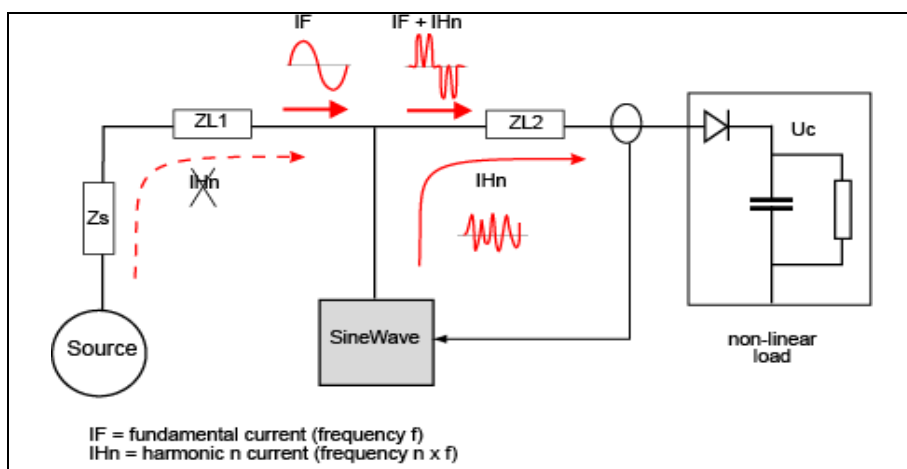 IF
IF + IHn
ZL1
ZL2
Uc
IHn
IHn
Zs
SineWave
Source
non-linear
load
IF = fundamental current (frequency f)
IHn = harmonic n current (frequency n x f)